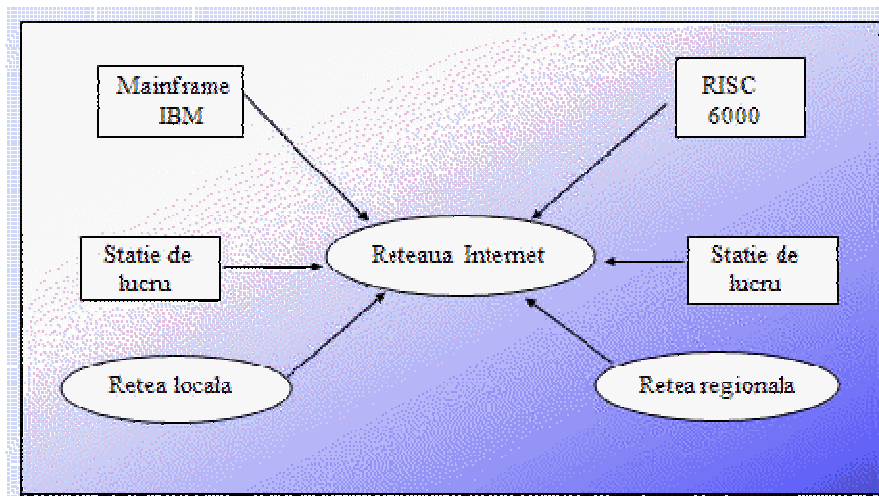 Mainframe
IBM
RISC
6000
Reteaua Internet
Statie de
lucru
Statie de
lucru
Retea locala
Retea regionala